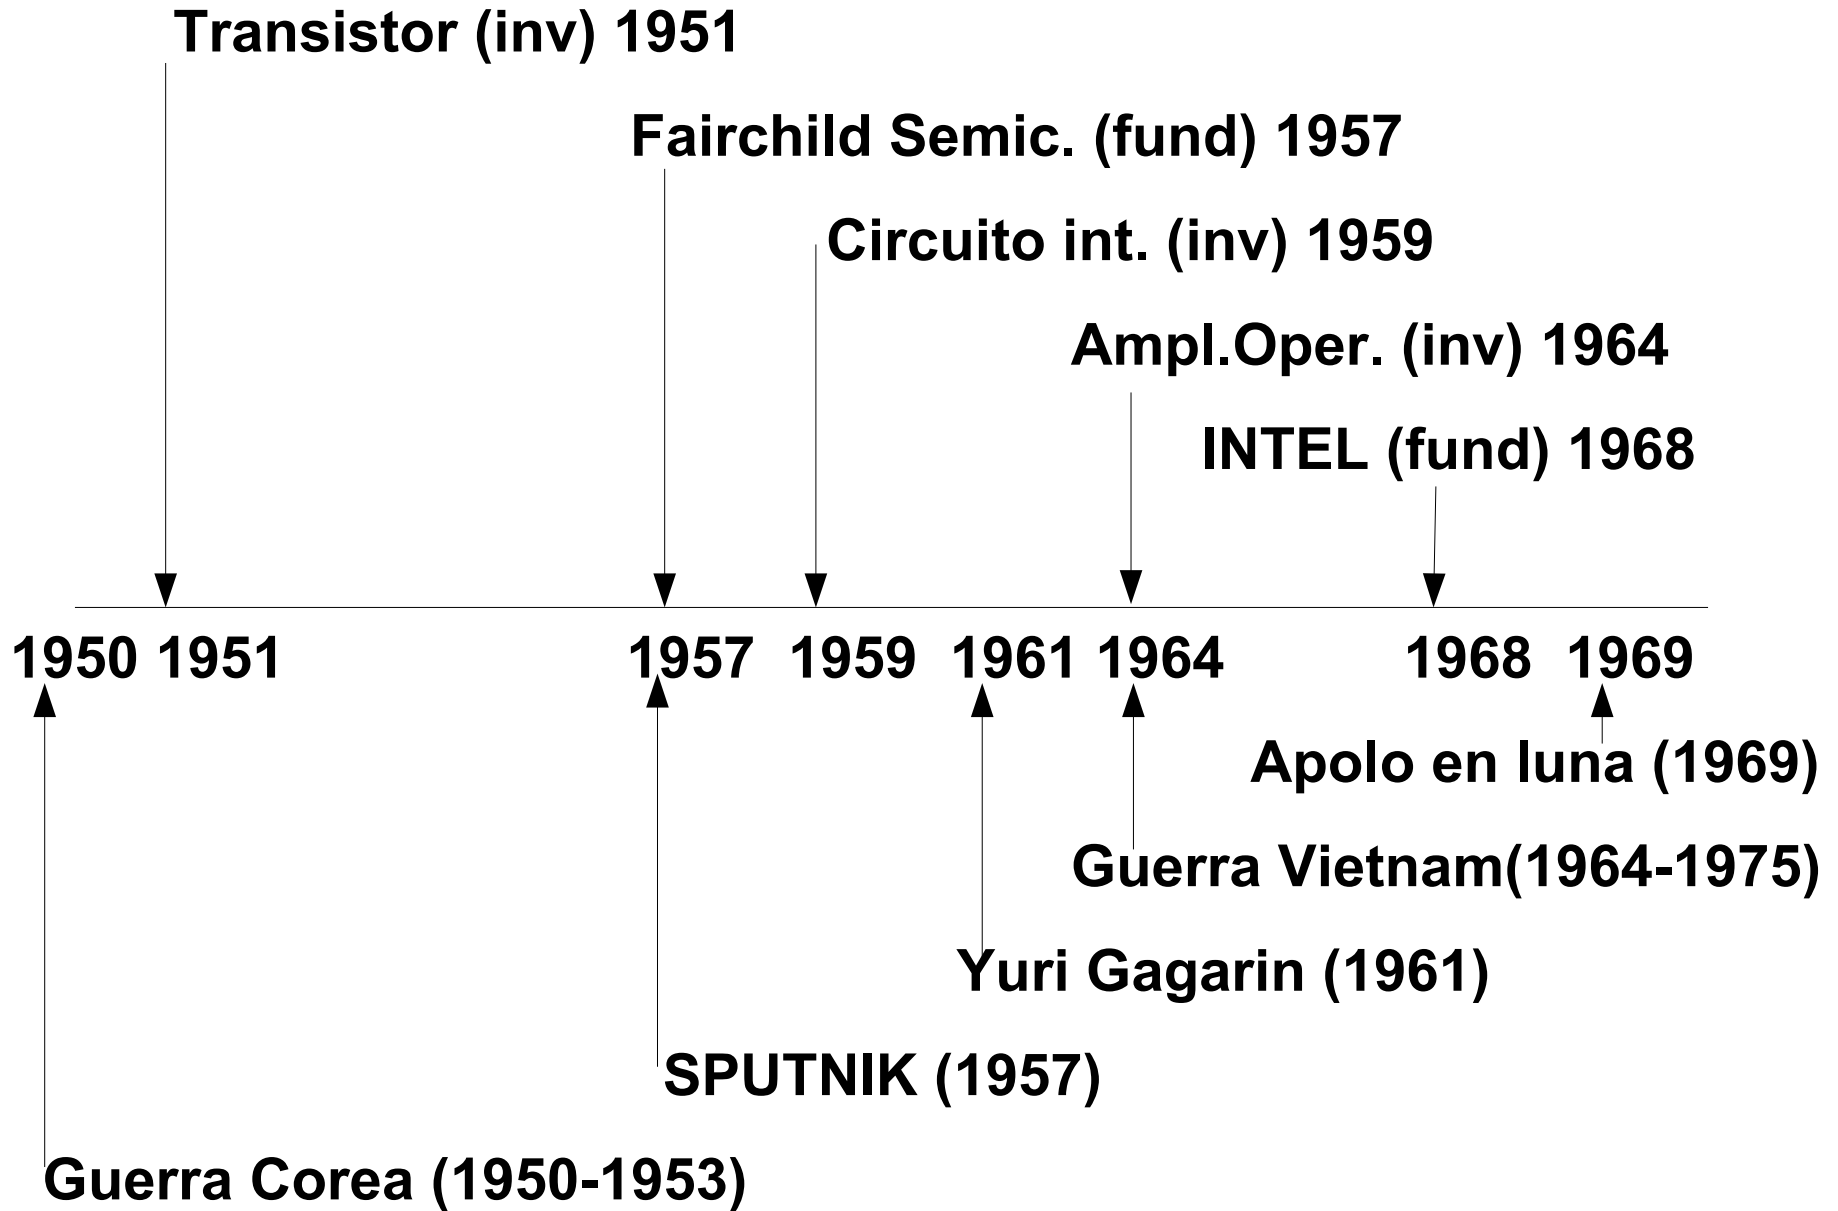 Transistor (inv) 1951
Fairchild Semic. (fund) 1957
Circuito int. (inv) 1959
Ampl.Oper. (inv) 1964
INTEL (fund) 1968
1950 1951 1957 1959 1961 1964 1968 1969
Apolo en luna (1969)
Guerra Vietnam(1964-1975)
Yuri Gagarin (1961)
SPUTNIK (1957)
Guerra Corea (1950-1953)